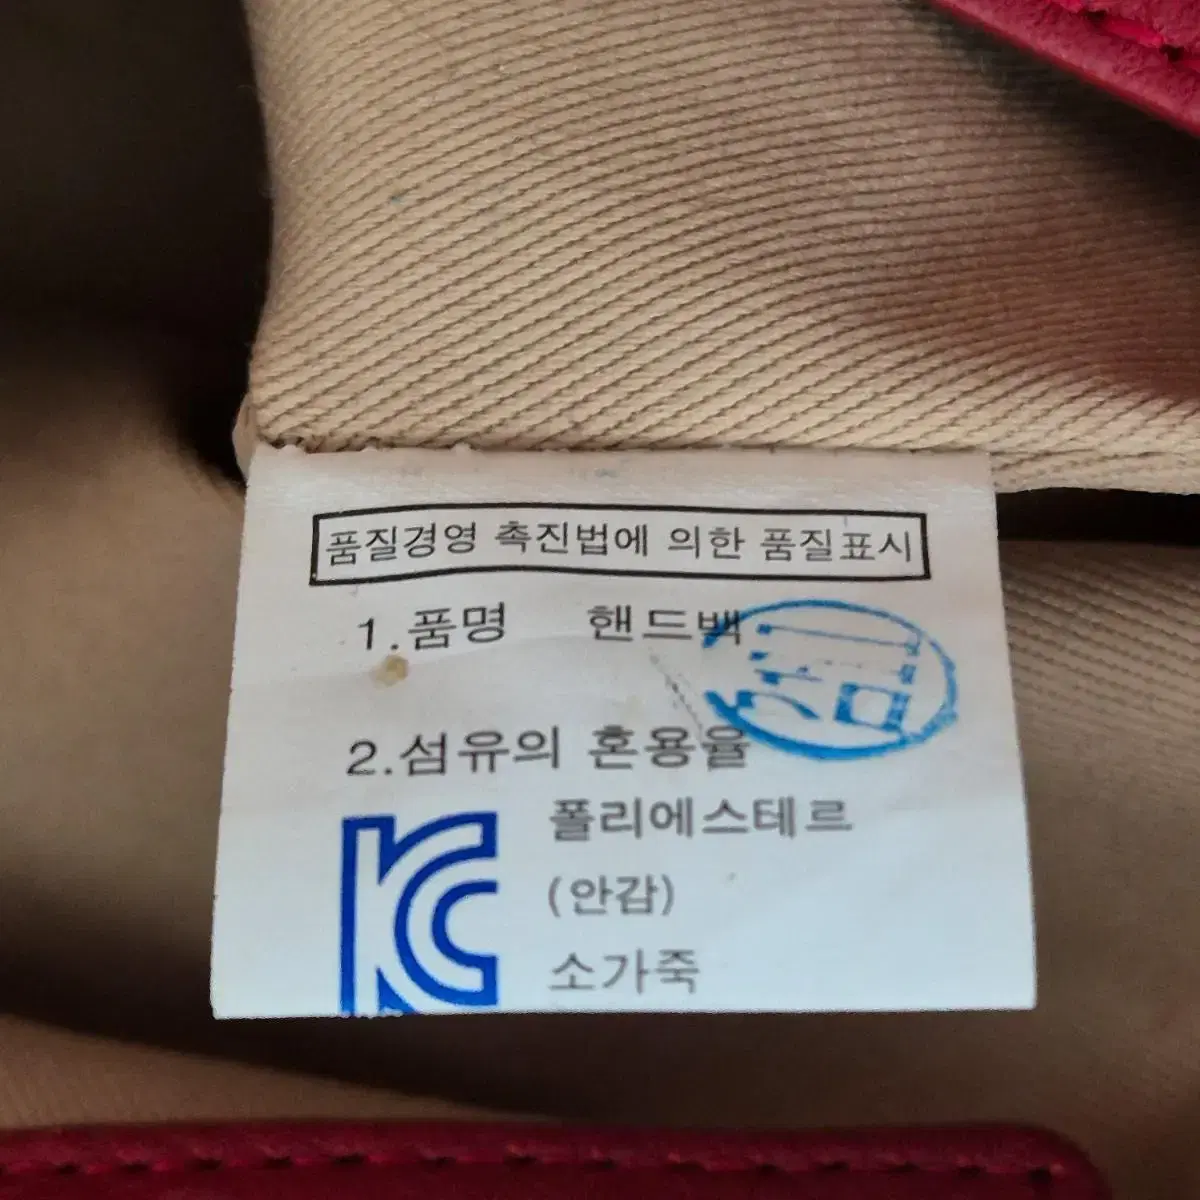 품질경영 촉진법에 의한 품질표시
1.품명 핸드백
2.섬유의 혼용율
폴리에스테르
(안감)
소가죽
KC